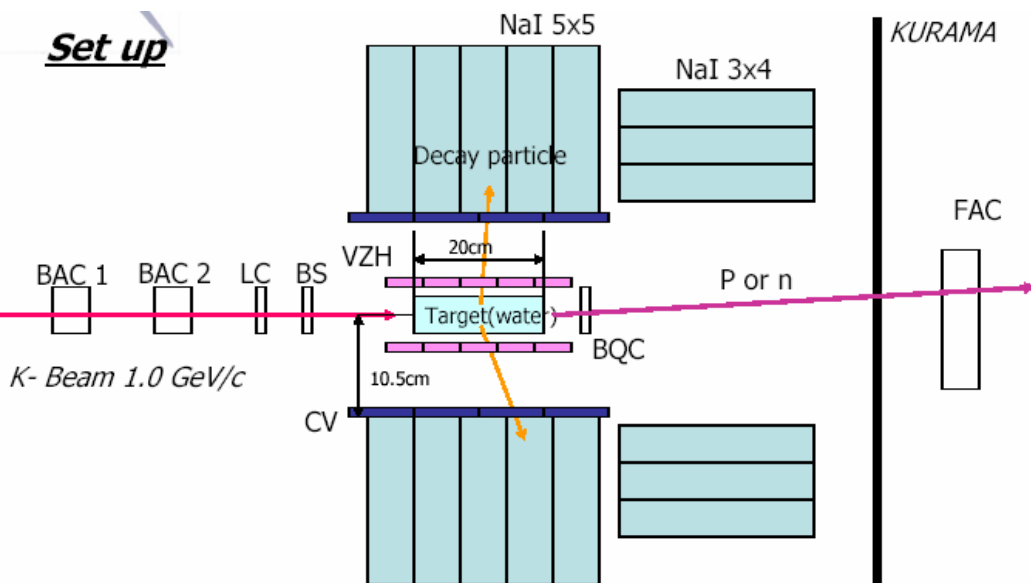 Set up
NaI 5x5
KURAMA
NaI 3x4
Decay particle
FAC
VZH
20cm
BAC 1
BAC 2
LC
BS
P or n
Target(water)
BQC
K- Beam 1.0 GeV/c
10.5cm
CV